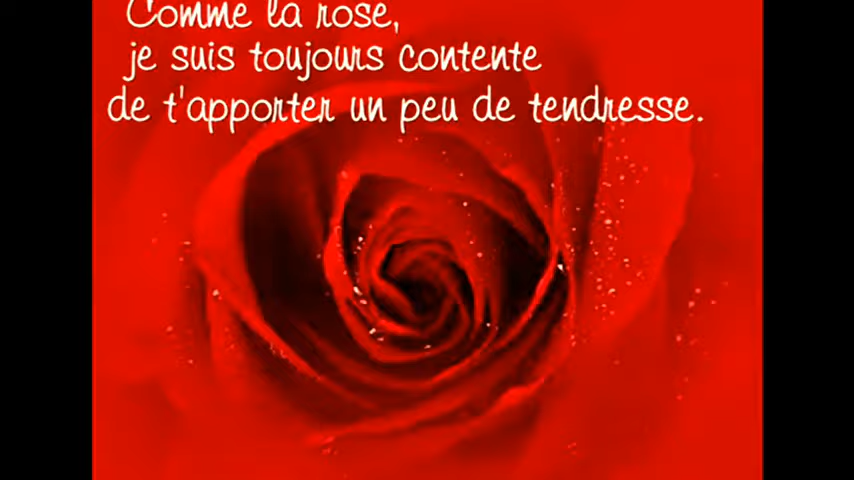 Comme la rose,
je suis toujours contente
de t'apporter un peu de tendresse.